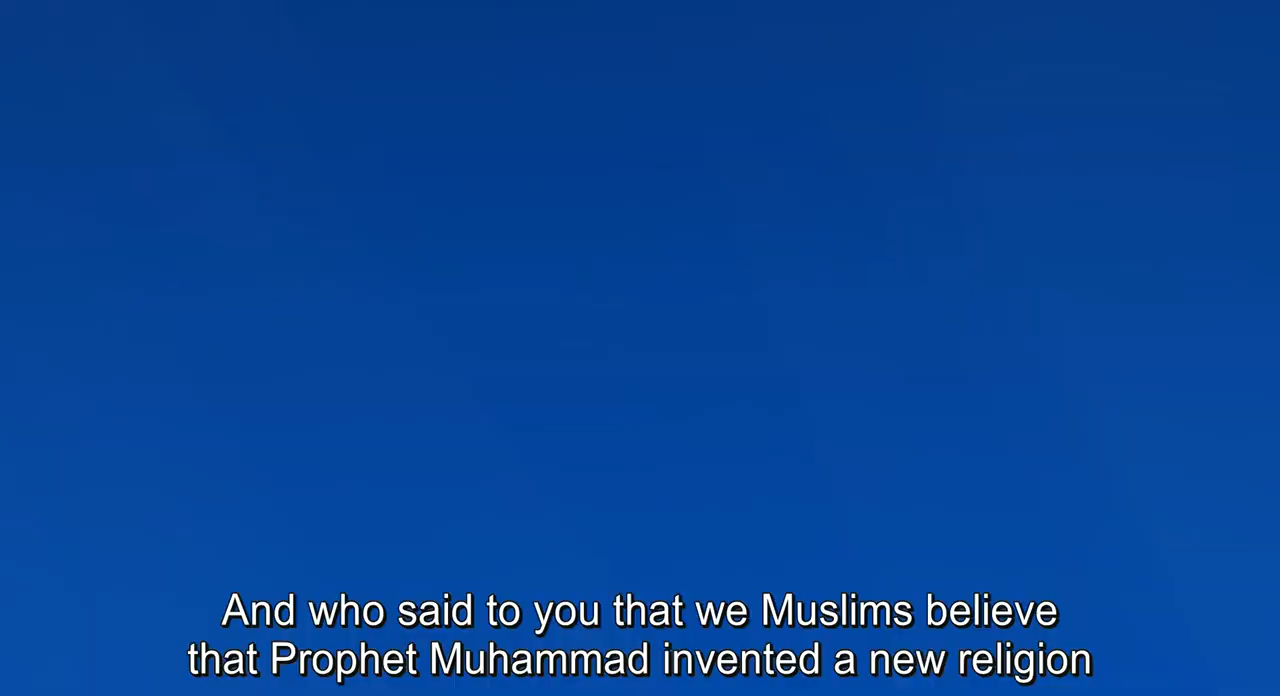 And who said to you that we Muslims believe
that Prophet Muhammad invented a new religion